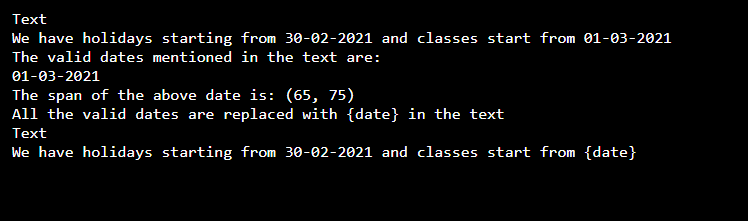 Text
We have holidays starting from 30-02-2021 and classes start from 01-03-2021
The valid dates mentioned in the text are:
01-03-2021
The span of the above date is: (65, 75)
All the valid dates are replaced with {date} in the text
Text
We have holidays starting from 30-02-2021 and classes start from {date}